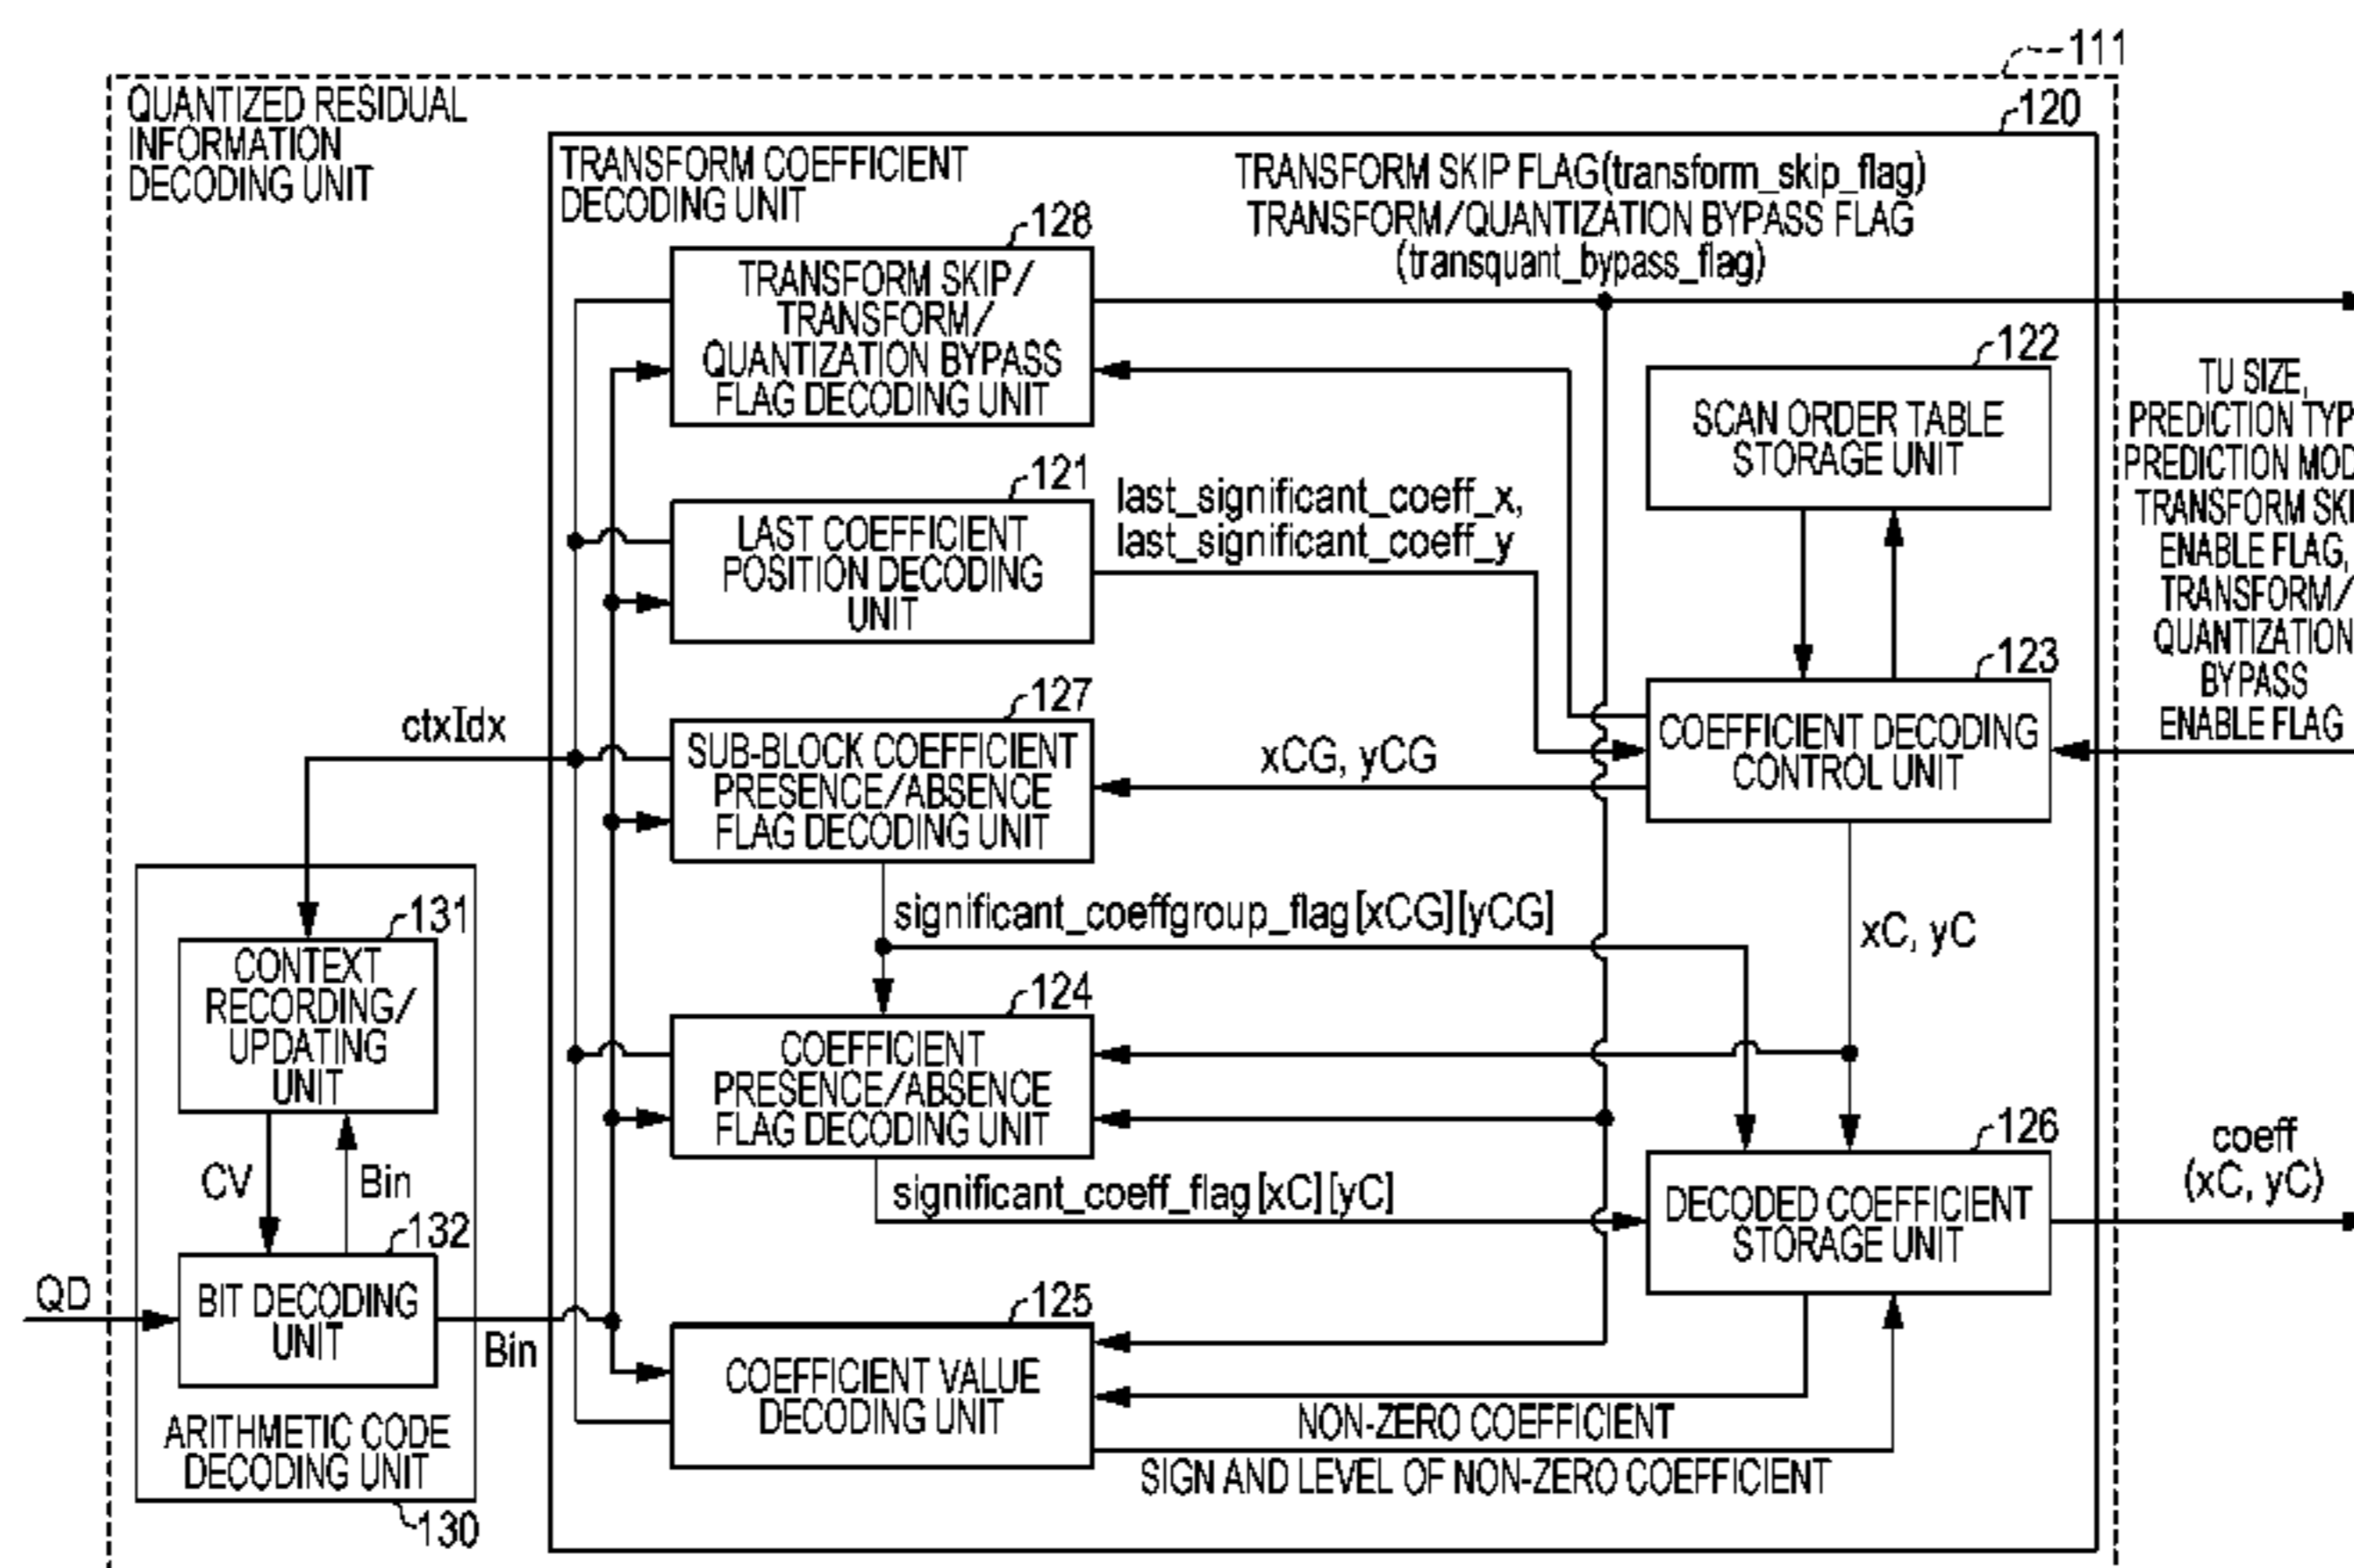 111
QUANTIZED RESIDUAL
INFORMATION
DECODING UNIT
120
TRANSFORM COEFFICIENT
DECODING UNIT
TRANSFORM SKIP FLAG(transform_skip_flag)
TRANSFORM/QUANTIZATION BYPASS FLAG
(transquant_bypass_flag)
128
TRANSFORM SKIP/
TRANSFORM/
QUANTIZATION BYPASS
FLAG DECODING UNIT
122
SCAN ORDER TABLE
STORAGE UNIT
TU SIZE,
PREDICTION TYP
PREDICTION MOD
TRANSFORM SKI
ENABLE FLAG,
TRANSFORM/
QUANTIZATION
BYPASS
ENABLE FLAG
121
LAST COEFFICIENT
POSITION DECODING
UNIT
last_significant_coeff_x,
last_significant_coeff_y
123
COEFFICIENT DECODING
CONTROL UNIT
127
SUB-BLOCK COEFFICIENT
PRESENCE/ABSENCE
FLAG DECODING UNIT
ctxIdx
xCG, yCG
significant_coeffgroup_flag[xCG][yCG]
xC, yC
131
CONTEXT
RECORDING/
UPDATING
UNIT
124
COEFFICIENT
PRESENCE/ABSENCE
FLAG DECODING UNIT
126
DECODED COEFFICIENT
STORAGE UNIT
coeff
(xC, yC)
CV
Bin
significant_coeff_flag[xC][yC]
132
BIT DECODING
UNIT
QD
Bin
125
COEFFICIENT VALUE
DECODING UNIT
NON-ZERO COEFFICIENT
SIGN AND LEVEL OF NON-ZERO COEFFICIENT
ARITHMETIC CODE
DECODING UNIT
130